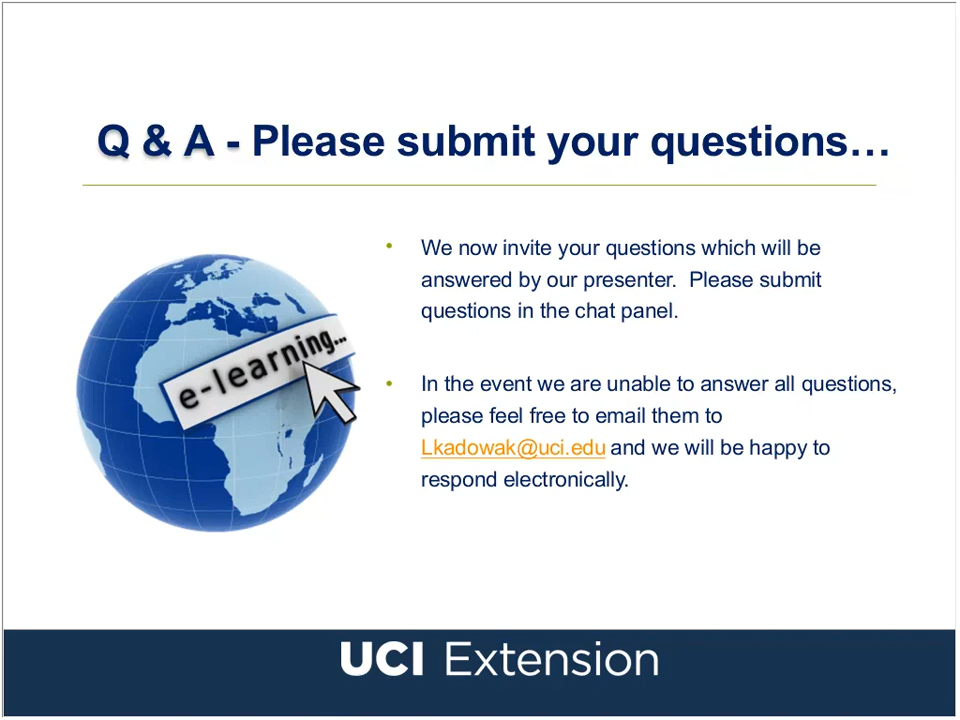 Q & A - Please submit your questions…
• We now invite your questions which will be
answered by our presenter.  Please submit
questions in the chat panel.
e-learning...
• In the event we are unable to answer all questions,
please feel free to email them to
Lkadowak@uci.edu and we will be happy to
respond electronically.
UCI Extension